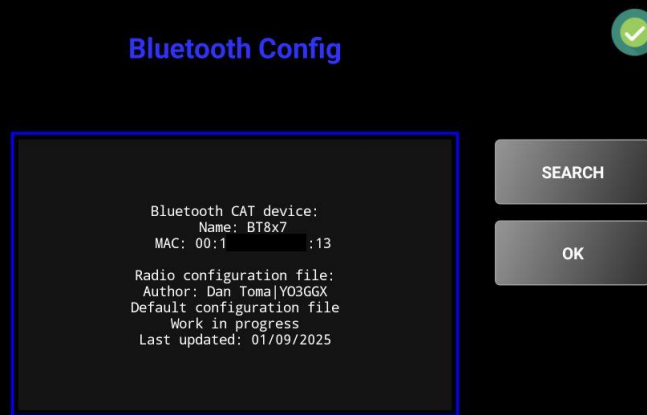 Bluetooth Config
Bluetooth CAT device:
Name: BT8x7
MAC: 00:1 :13
Radio configuration file:
Author: Dan Toma|YO3GGX
Default configuration file
Work in progress
Last updated: 01/09/2025
SEARCH
OK